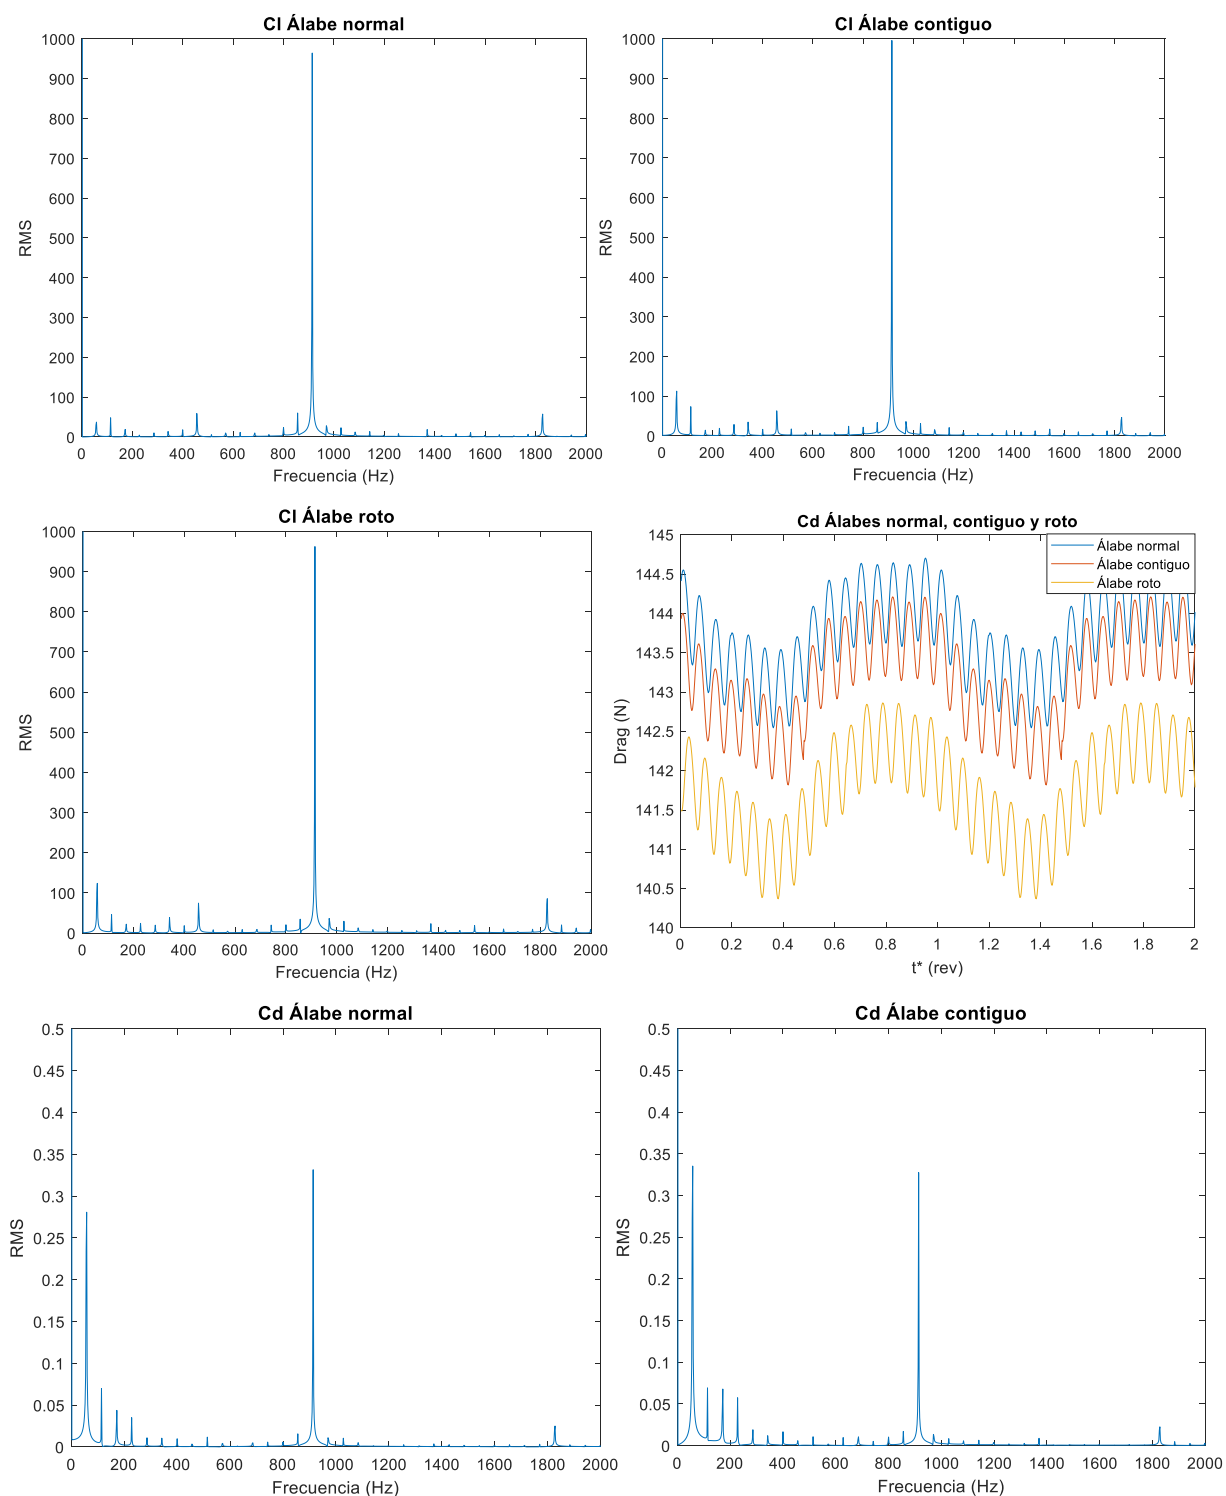 Cl Álabe normal
1000
900
800
700
600
500
400
300
200
100
0
RMS
0 200 400 600 800 1000 1200 1400 1600 1800 2000
Frecuencia (Hz)
Cl Álabe contiguo
1000
900
800
700
600
500
400
300
200
100
0
RMS
0 200 400 600 800 1000 1200 1400 1600 1800 2000
Frecuencia (Hz)
Cl Álabe roto
1000
900
800
700
600
500
400
300
200
100
0
RMS
0 200 400 600 800 1000 1200 1400 1600 1800 2000
Frecuencia (Hz)
Cd Álabes normal, contiguo y roto
Álabe normal
Álabe contiguo
Álabe roto
145
144.5
144
143.5
143
142.5
142
141.5
141
140.5
140
Drag (N)
0 0.2 0.4 0.6 0.8 1 1.2 1.4 1.6 1.8 2
t* (rev)
Cd Álabe normal
0.5
0.45
0.4
0.35
0.3
0.25
0.2
0.15
0.1
0.05
0
RMS
0 200 400 600 800 1000 1200 1400 1600 1800 2000
Frecuencia (Hz)
Cd Álabe contiguo
0.5
0.45
0.4
0.35
0.3
0.25
0.2
0.15
0.1
0.05
0
RMS
0 200 400 600 800 1000 1200 1400 1600 1800 2000
Frecuencia (Hz)